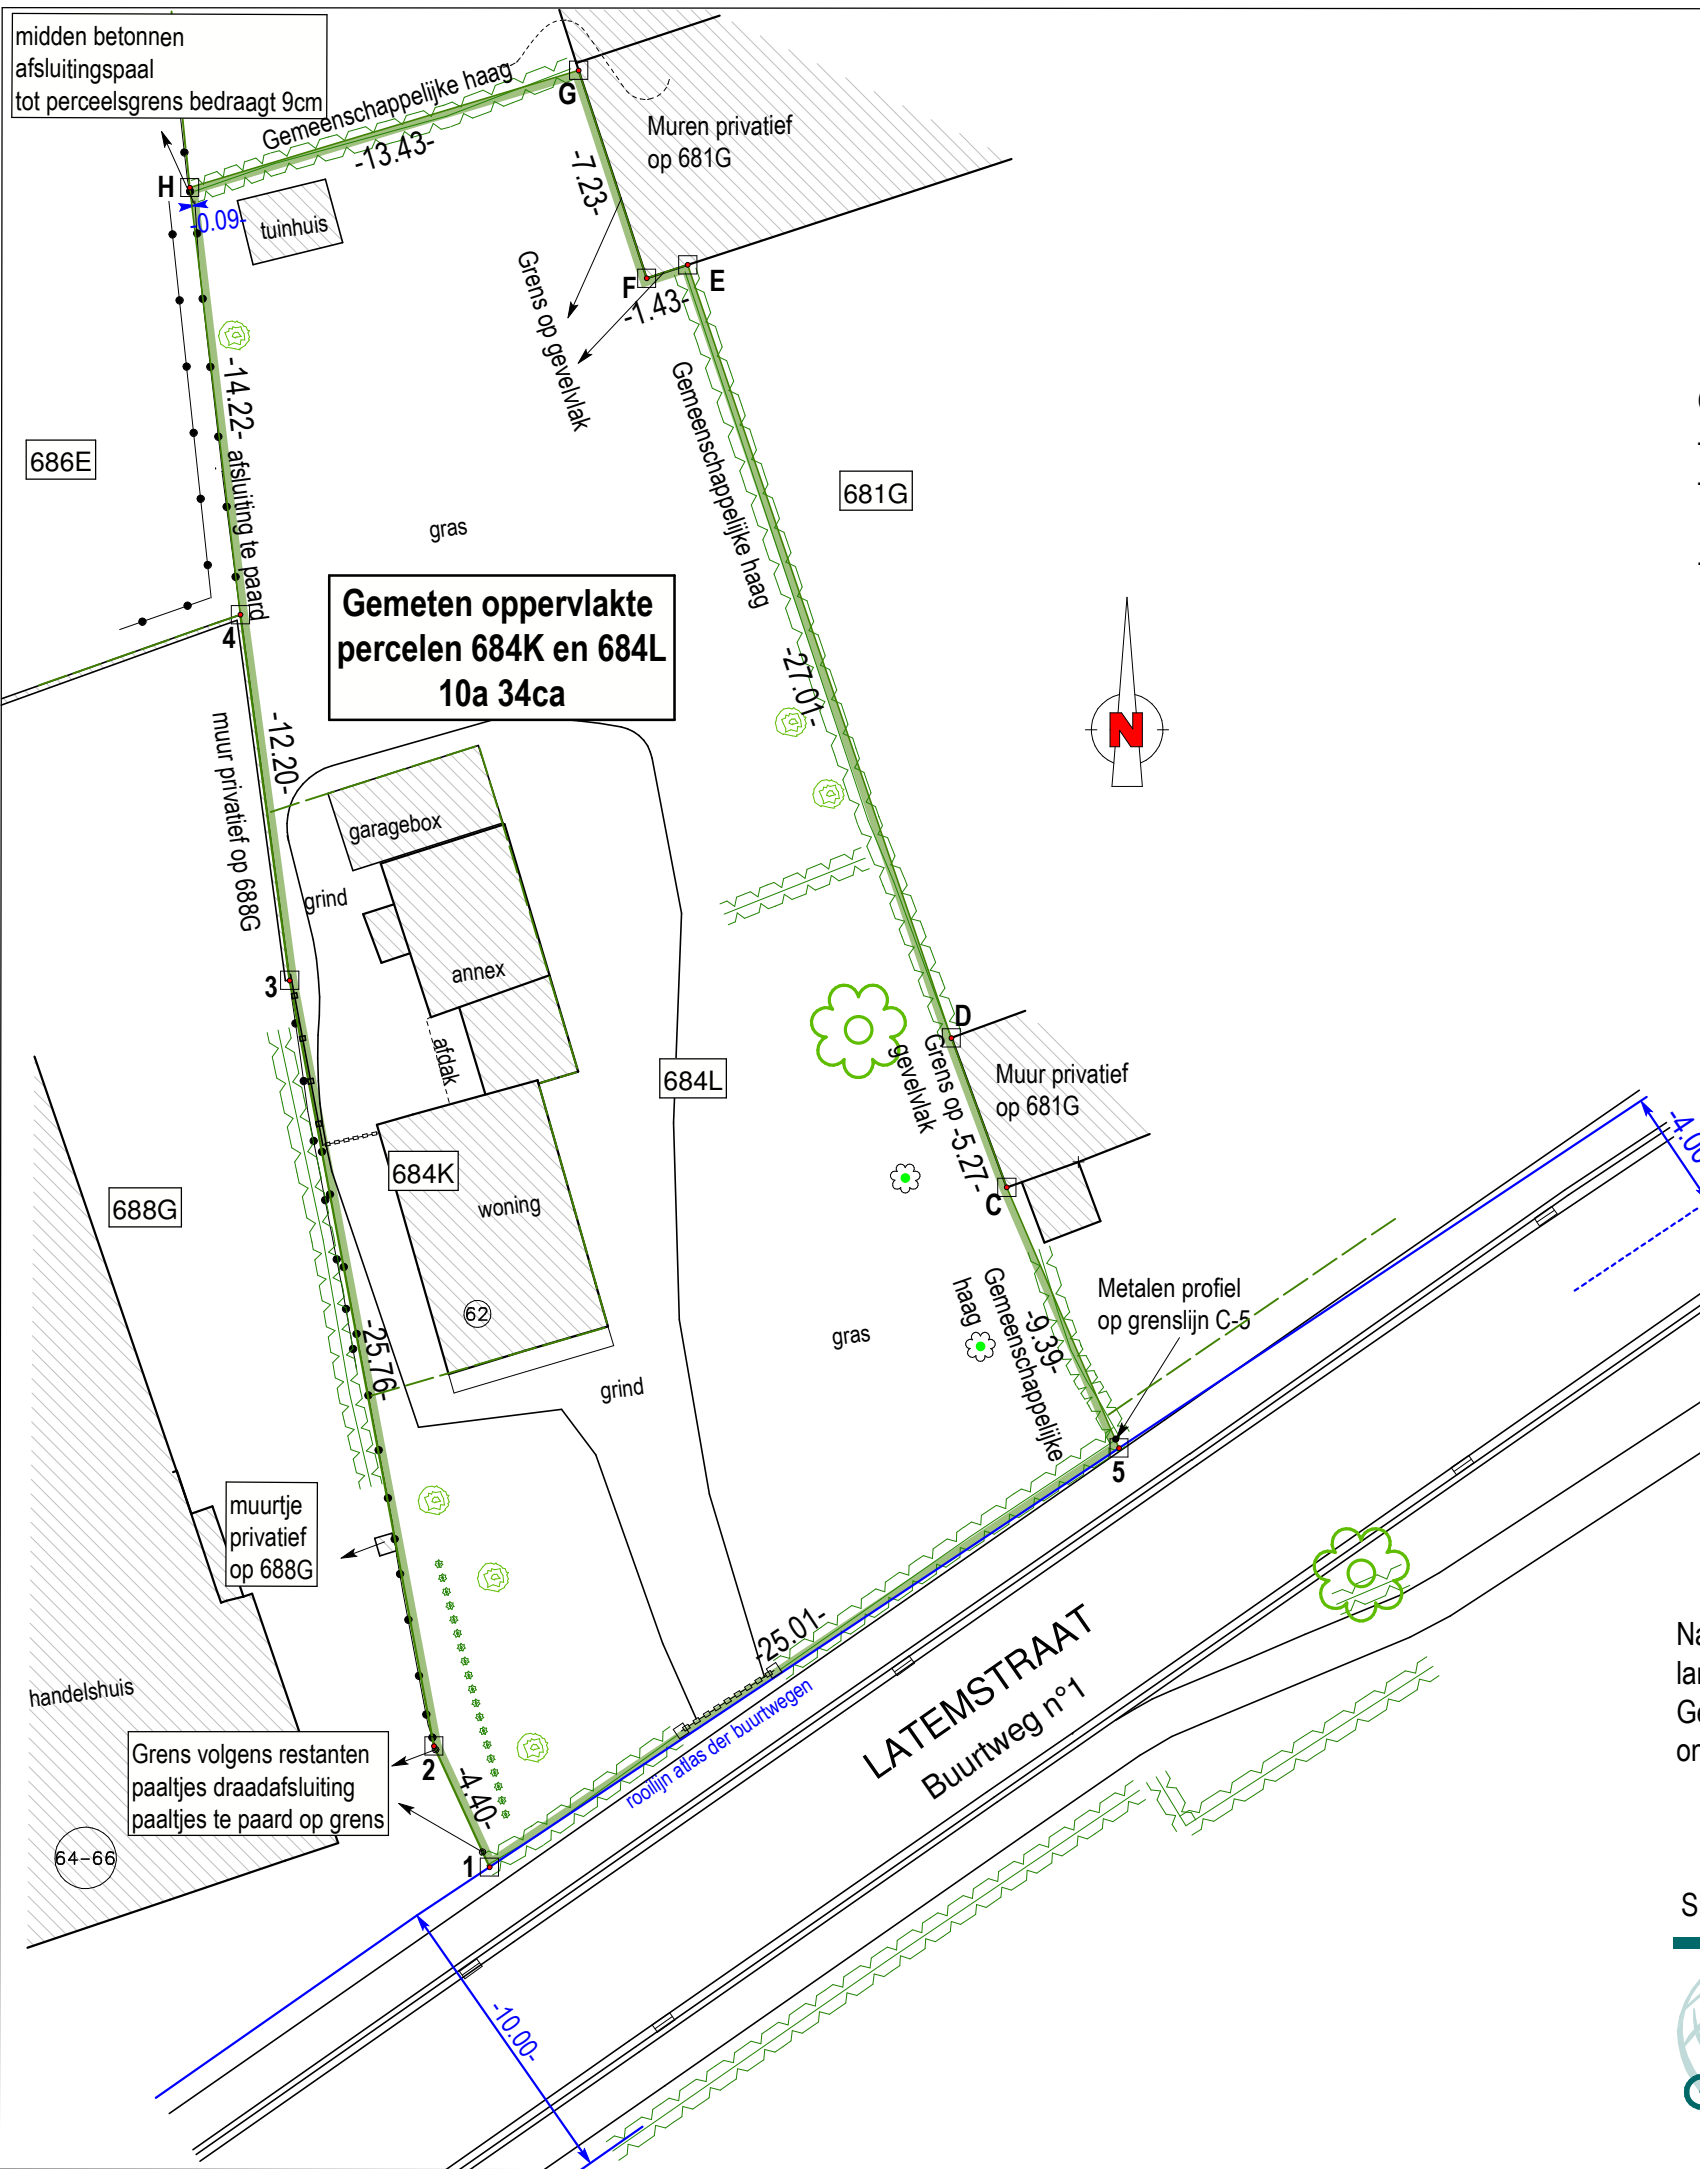 midden betonnen
afsluitingspaal
tot perceelsgrens bedraagt 9cm
Gemeenschappelijke haag
-13.43-
G
H
-0.09-
tuinhuis
Muren privatief
op 681G
-7.23-
F
E
-1.43-
Grens op gevelvlak
-14.22-
afsluiting te paard
686E
Gemeenschappelijke haag
681G
gras
Gemeten oppervlakte
percelen 684K en 684L
10a 34ca
4
-27.01-
N
-12.20-
muur privatief op 688G
garagebox
grind
annex
3
afdak
D
Grens op
gevelvlak
-5.27-
Muur privatief
op 681G
684L
684K
688G
woning
C
62
-4.00
Gemeenschappelijke
haag
-9.39-
Metalen profiel
op grenslijn C-5
gras
-25.76-
grind
5
muurtje
privatief
op 688G
-25.01-
handelshuis
LATEMSTRAAT
Buurtweg n°1
rooilijn atlas der buurtwegen
Grens volgens restanten
paaltjes draadafsluiting
paaltjes te paard op grens
2
-4.40-
1
64-66
-10.00-
Na
S